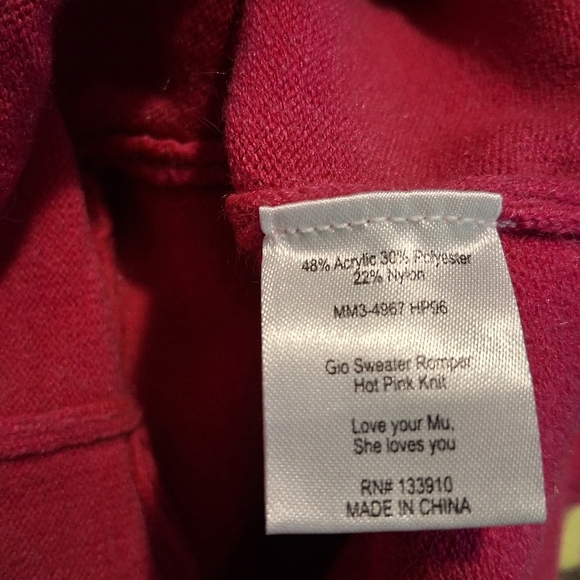 48% Acrylic 30% Polyester
22% Nylon
MM3-4967 HP96
Gio Sweater Romper
Hot Pink Knit
Love your Mu,
She loves you
RN# 133910
MADE IN CHINA